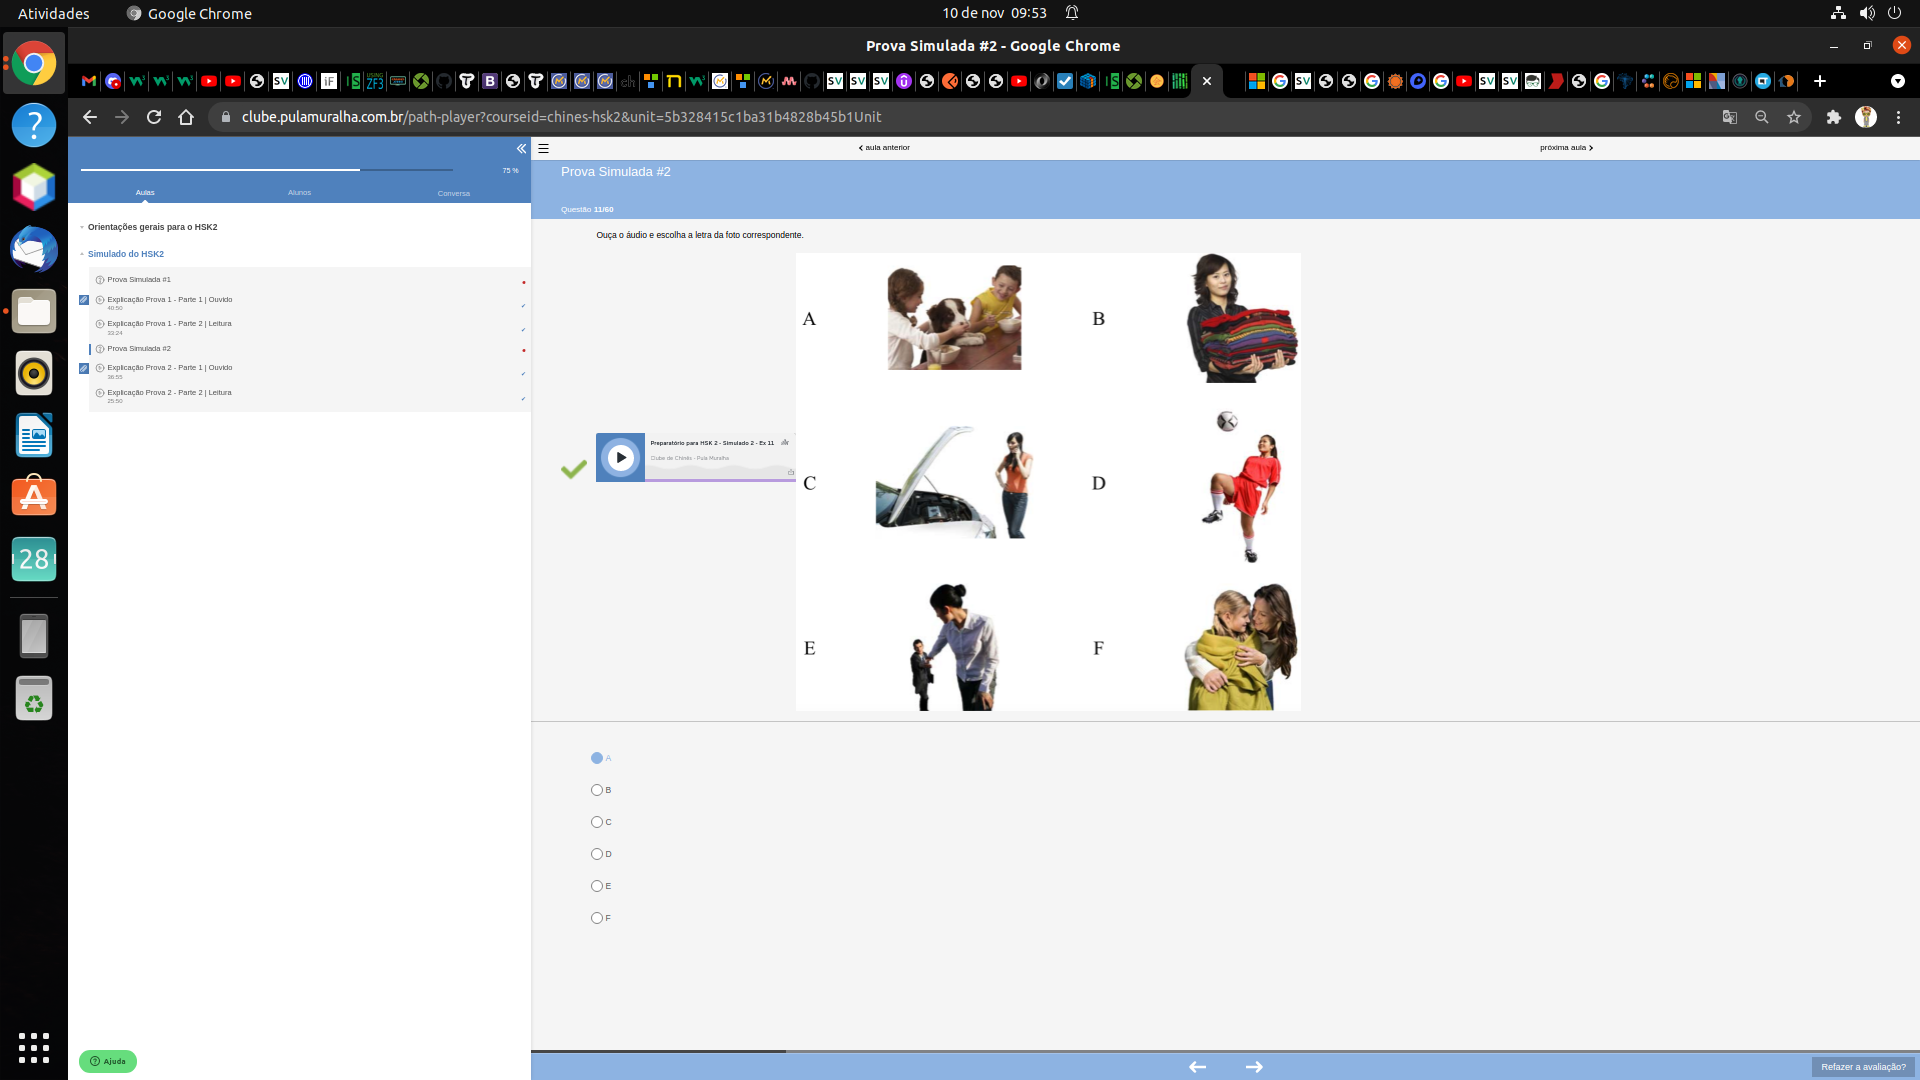 Atividades
Google Chrome
10 de nov 09:53
Prova Simulada #2 - Google Chrome
clube.pulamuralha.com.br/path-player?courseid=chines-hsk2&unit=5b328415c1ba31b4828b45b1Unit
75 %
Aulas
Alunos
Conversa
Orientações gerais para o HSK2
Simulado do HSK2
Prova Simulada #1
Explicação Prova 1 - Parte 1 | Ouvido
40:50
Explicação Prova 1 - Parte 2 | Leitura
33:24
Prova Simulada #2
Explicação Prova 2 - Parte 1 | Ouvido
36:55
Explicação Prova 2 - Parte 2 | Leitura
25:50
Ajuda
aula anterior
próxima aula
Prova Simulada #2
Questão 11/60
Ouça o áudio e escolha a letra da foto correspondente.
Preparatório para HSK 2 - Simulado 2 - Ex 11
Clube de Chinês - Pula Muralha
A
B
C
D
E
F
A
B
C
D
E
F
Refazer a avaliação?
28